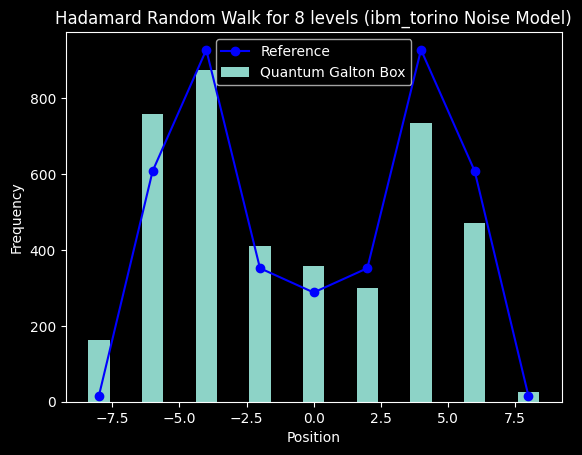 Hadamard Random Walk for 8 levels (ibm_torino Noise Model)
Reference
Quantum Galton Box
Frequency
800
600
400
200
0
−7.5 −5.0 −2.5 0.0 2.5 5.0 7.5
Position